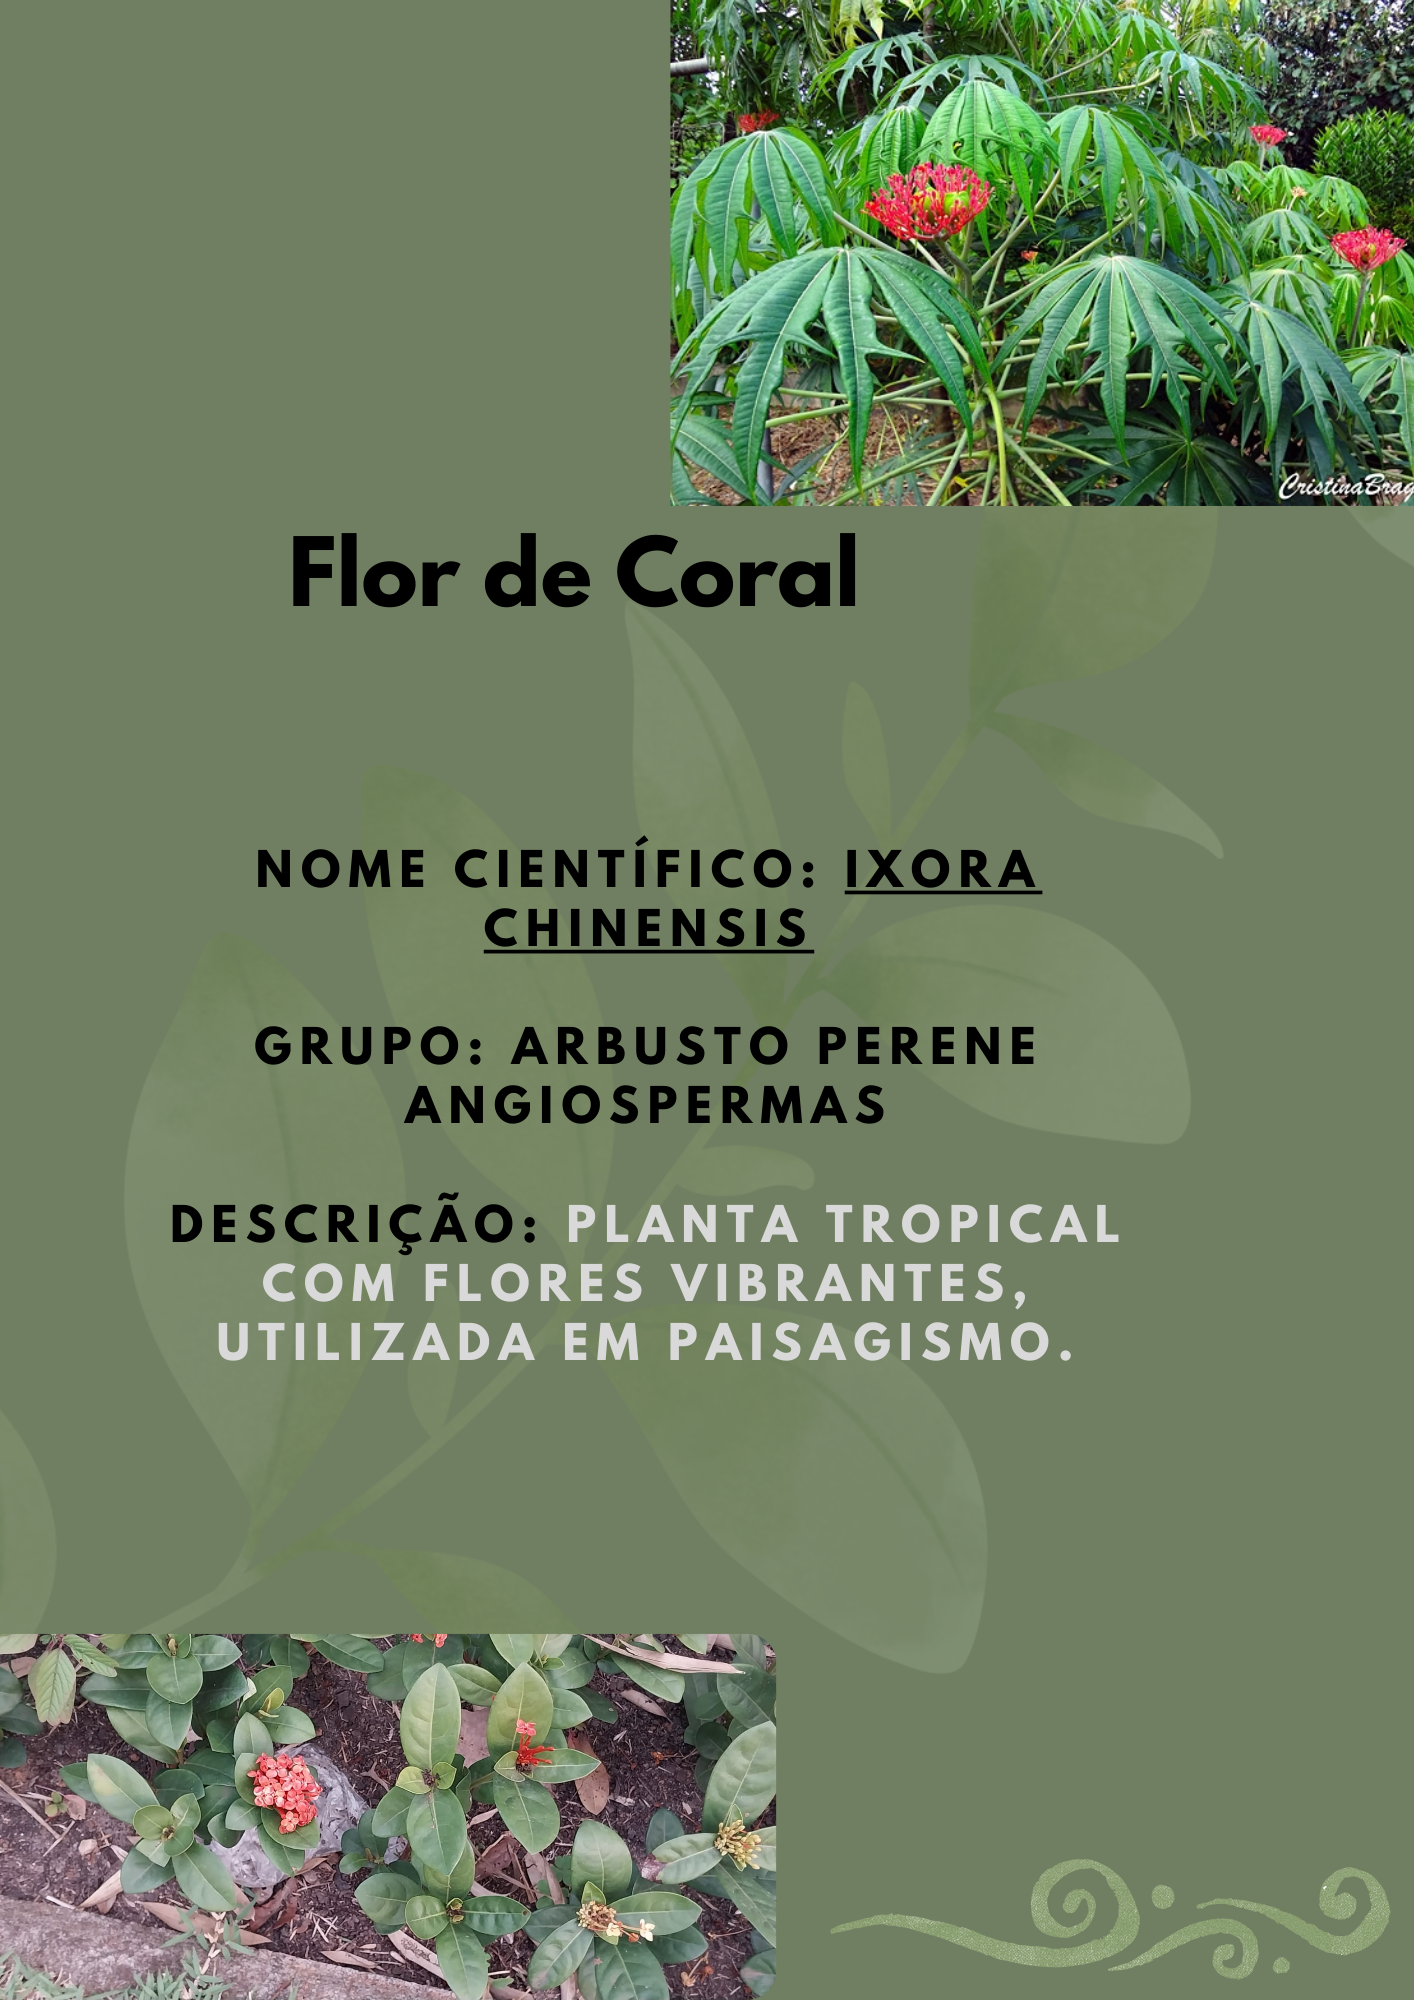 CristinaBrag
Flor de Coral
NOME CIENTÍFICO: IXORA
CHINENSIS
GRUPO: ARBUSTO PERENE
ANGIOSPERMAS
DESCRIÇÃO: PLANTA TROPICAL
COM FLORES VIBRANTES,
UTILIZADA EM PAISAGISMO.